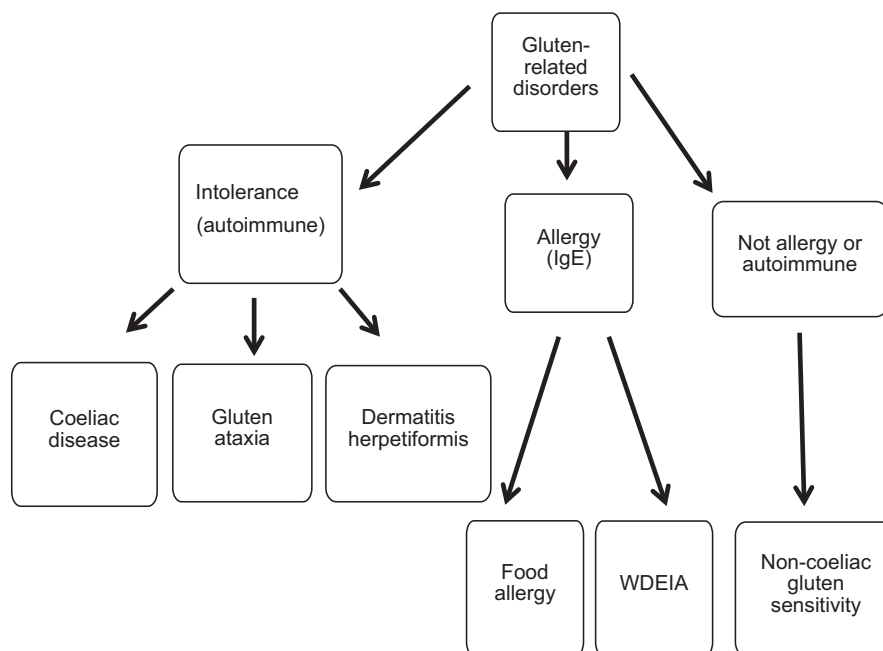 Gluten-
related
disorders
Intolerance
(autoimmune)
Allergy
(IgE)
Not allergy or
autoimmune
Coeliac
disease
Gluten
ataxia
Dermatitis
herpetiformis
Food
allergy
WDEIA
Non-coeliac
gluten
sensitivity